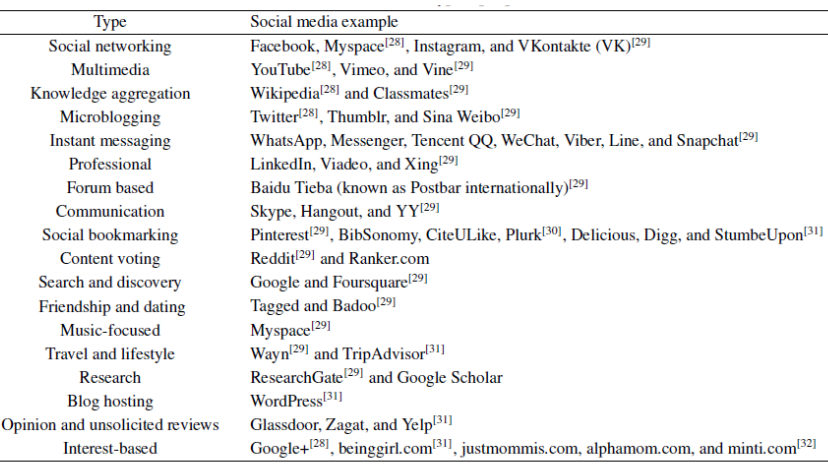 Type Social media example
Social networking Facebook, Myspace[28], Instagram, and VKontakte (VK)[29]
Multimedia YouTube[28], Vimeo, and Vine[29]
Knowledge aggregation Wikipedia[28] and Classmates[29]
Microblogging Twitter[28], Thumblr, and Sina Weibo[29]
Instant messaging WhatsApp, Messenger, Tencent QQ, WeChat, Viber, Line, and Snapchat[29]
Professional LinkedIn, Viadeo, and Xing[29]
Forum based Baidu Tieba (known as Postbar internationally)[29]
Communication Skype, Hangout, and YY[29]
Social bookmarking Pinterest[29], BibSonomy, CiteULike, Plurk[30], Delicious, Digg, and StumbeUpon[31]
Content voting Reddit[29] and Ranker.com
Search and discovery Google and Foursquare[29]
Friendship and dating Tagged and Badoo[29]
Music-focused Myspace[29]
Travel and lifestyle Wayn[29] and TripAdvisor[31]
Research ResearchGate[29] and Google Scholar
Blog hosting WordPress[31]
Opinion and unsolicited reviews Glassdoor, Zagat, and Yelp[31]
Interest-based Google+[28], beinggirl.com[31], justmommis.com, alphamom.com, and minti.com[32]